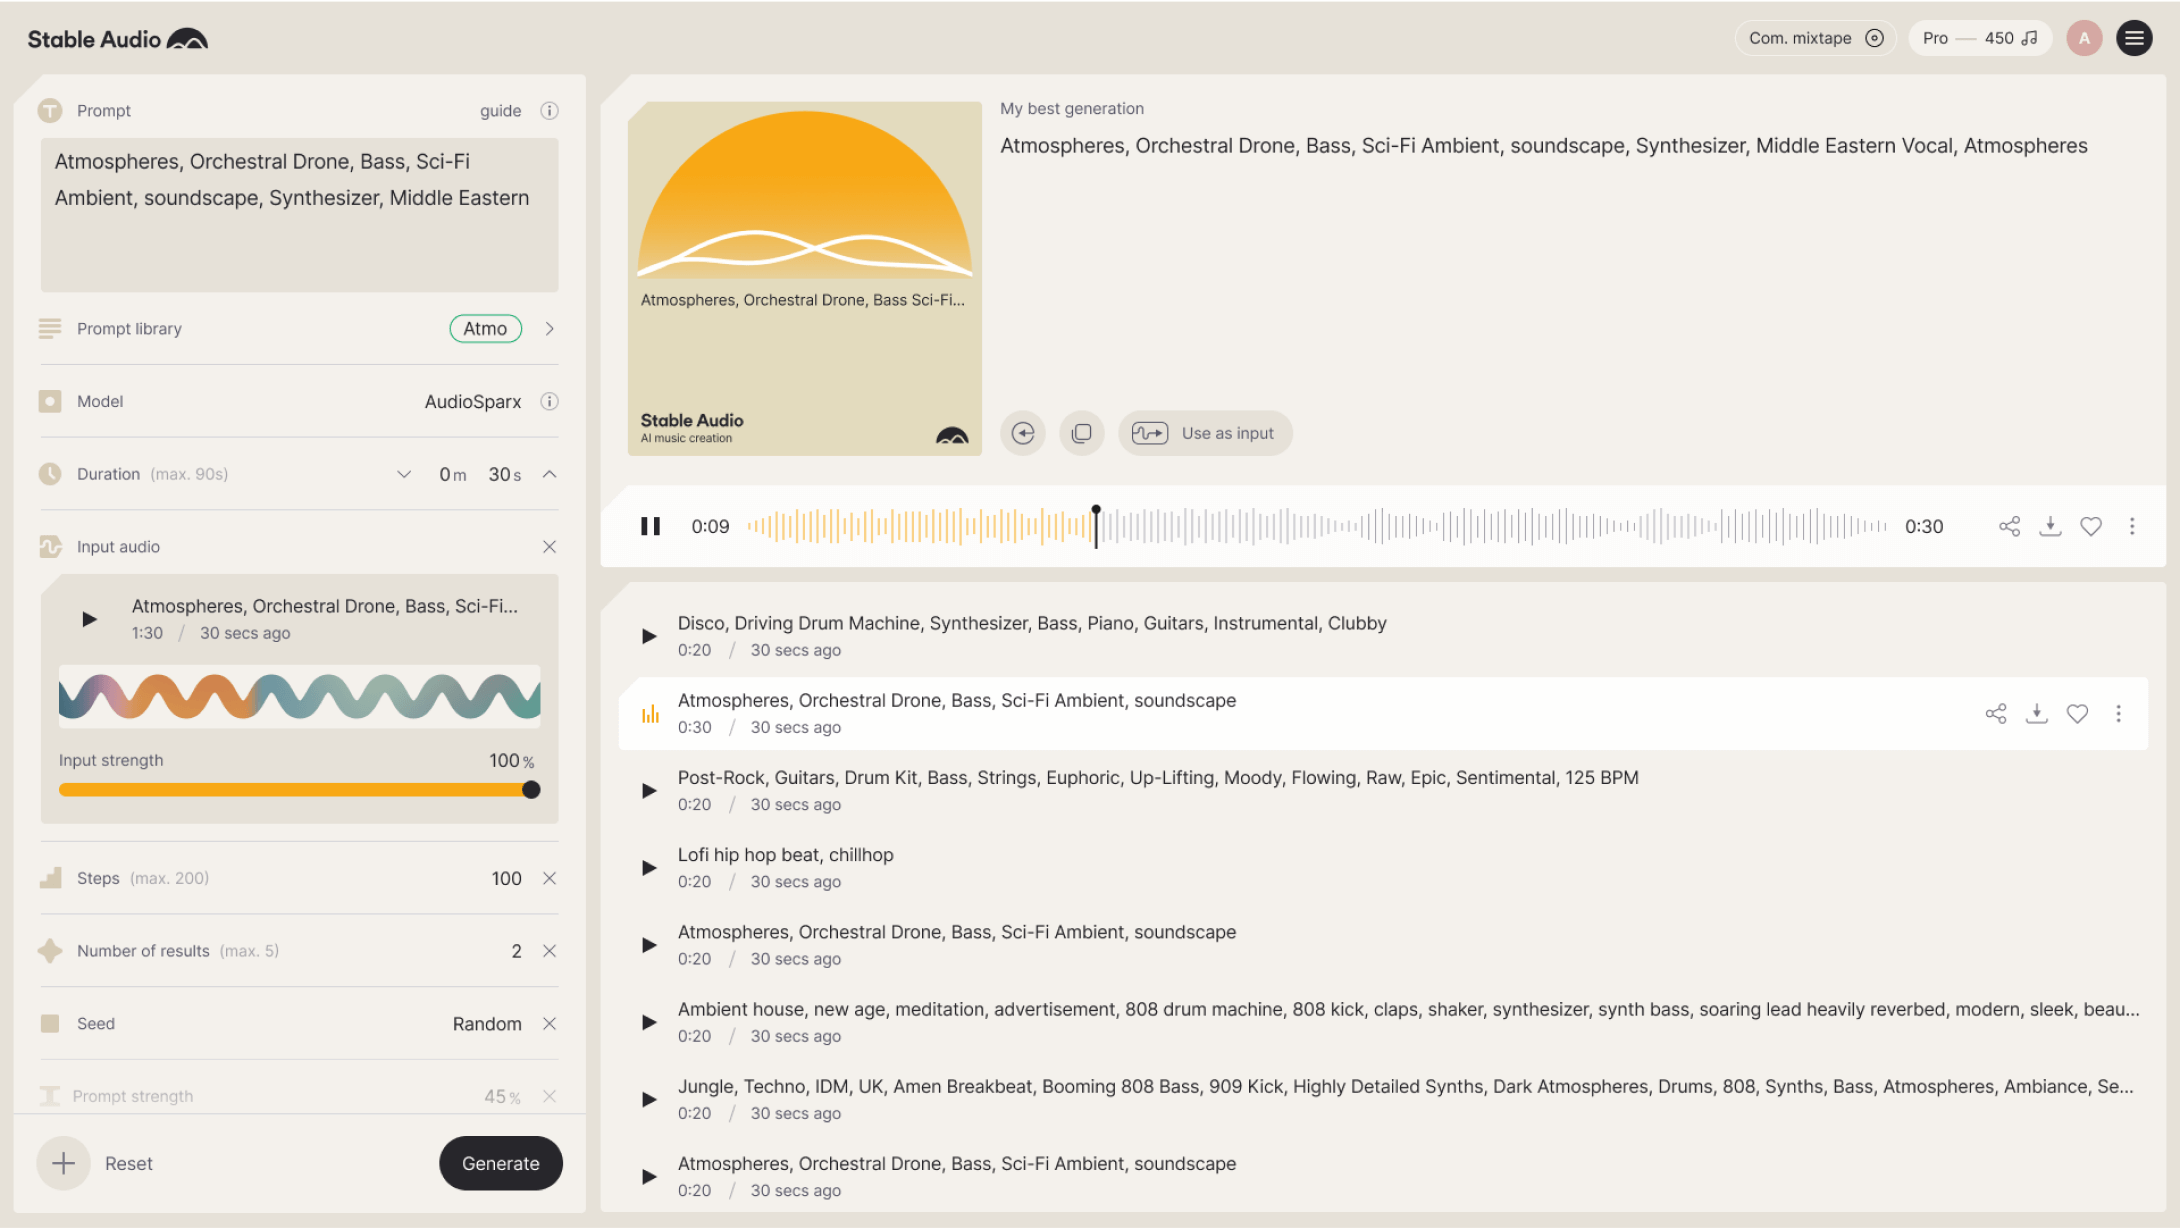 Stable Audio
Com. mixtape
Pro — 450
A
Prompt
guide
Atmospheres, Orchestral Drone, Bass, Sci-Fi
Ambient, soundscape, Synthesizer, Middle Eastern
Prompt library
Atmo
Model
AudioSparx
Duration (max. 90s)
0m 30s
Input audio
Atmospheres, Orchestral Drone, Bass, Sci-Fi...
1:30 / 30 secs ago
Input strength
100%
Steps (max. 200)
100
Number of results (max. 5)
2
Seed
Random
Prompt strength
45%
Reset
Generate
Atmospheres, Orchestral Drone, Bass Sci-Fi...
Stable Audio
AI music creation
My best generation
Atmospheres, Orchestral Drone, Bass, Sci-Fi Ambient, soundscape, Synthesizer, Middle Eastern Vocal, Atmospheres
Use as input
0:09
0:30
Disco, Driving Drum Machine, Synthesizer, Bass, Piano, Guitars, Instrumental, Clubby
0:20 / 30 secs ago
Atmospheres, Orchestral Drone, Bass, Sci-Fi Ambient, soundscape
0:30 / 30 secs ago
Post-Rock, Guitars, Drum Kit, Bass, Strings, Euphoric, Up-Lifting, Moody, Flowing, Raw, Epic, Sentimental, 125 BPM
0:20 / 30 secs ago
Lofi hip hop beat, chillhop
0:20 / 30 secs ago
Atmospheres, Orchestral Drone, Bass, Sci-Fi Ambient, soundscape
0:20 / 30 secs ago
Ambient house, new age, meditation, advertisement, 808 drum machine, 808 kick, claps, shaker, synthesizer, synth bass, soaring lead heavily reverbed, modern, sleek, beau...
0:20 / 30 secs ago
Jungle, Techno, IDM, UK, Amen Breakbeat, Booming 808 Bass, 909 Kick, Highly Detailed Synths, Dark Atmospheres, Drums, 808, Synths, Bass, Atmospheres, Ambiance, Se...
0:20 / 30 secs ago
Atmospheres, Orchestral Drone, Bass, Sci-Fi Ambient, soundscape
0:20 / 30 secs ago